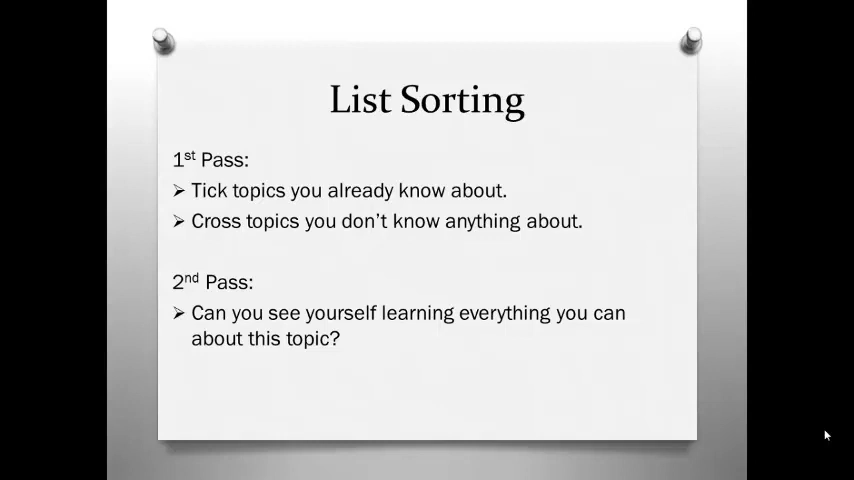 List Sorting
1st Pass:
➢ Tick topics you already know about.
➢ Cross topics you don’t know anything about.
2nd Pass:
➢ Can you see yourself learning everything you can
about this topic?